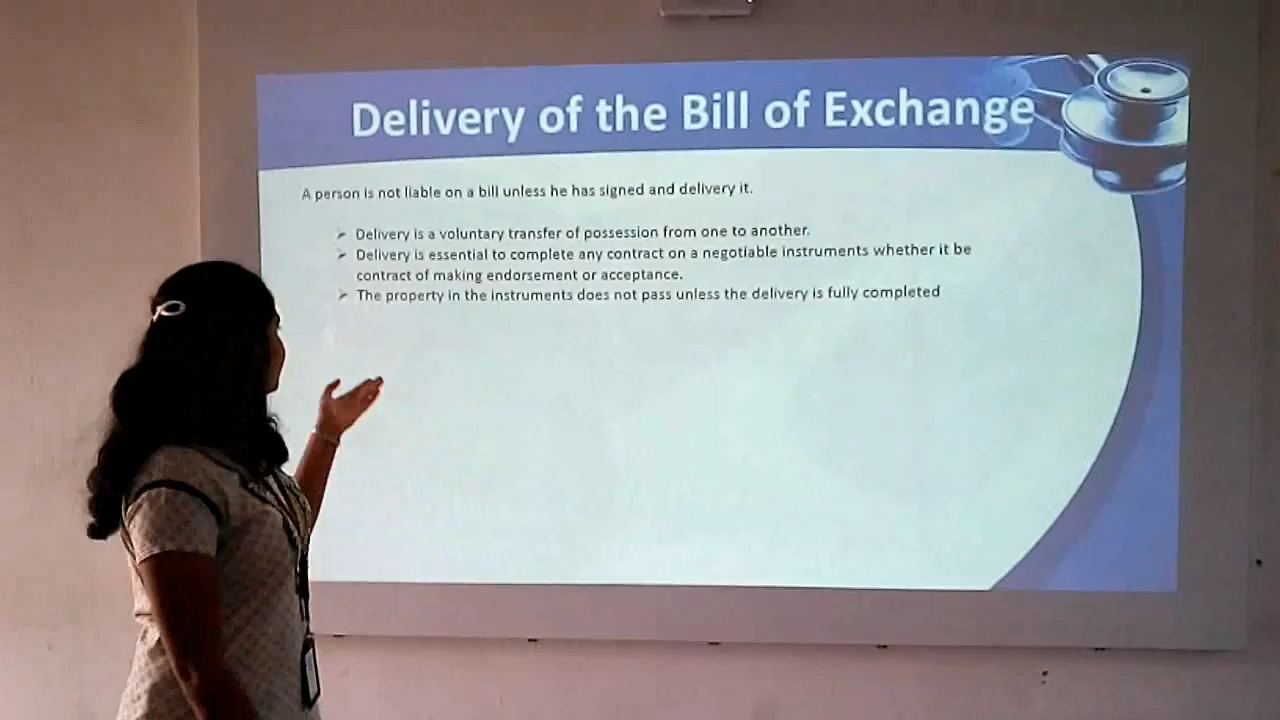 Delivery of the Bill of Exchange
A person is not liable on a bill unless he has signed and delivery it.
➢ Delivery is a voluntary transfer of possession from one to another.
➢ Delivery is essential to complete any contract on a negotiable instruments whether it be
contract of making endorsement or acceptance.
➢ The property in the instruments does not pass unless the delivery is fully completed